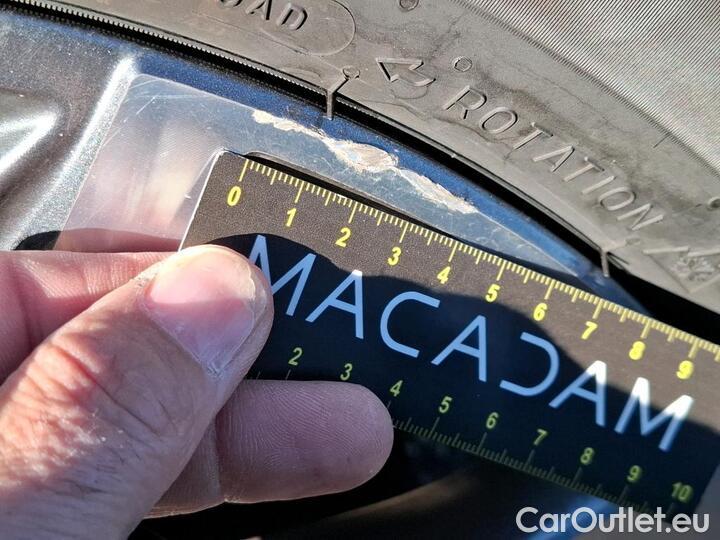 OAD
ROTATION
0 1 2 3 4 5 6 7 8 9
MACADAM
2 3 4 5 6 7 8 9 10
CarOutlet.eu